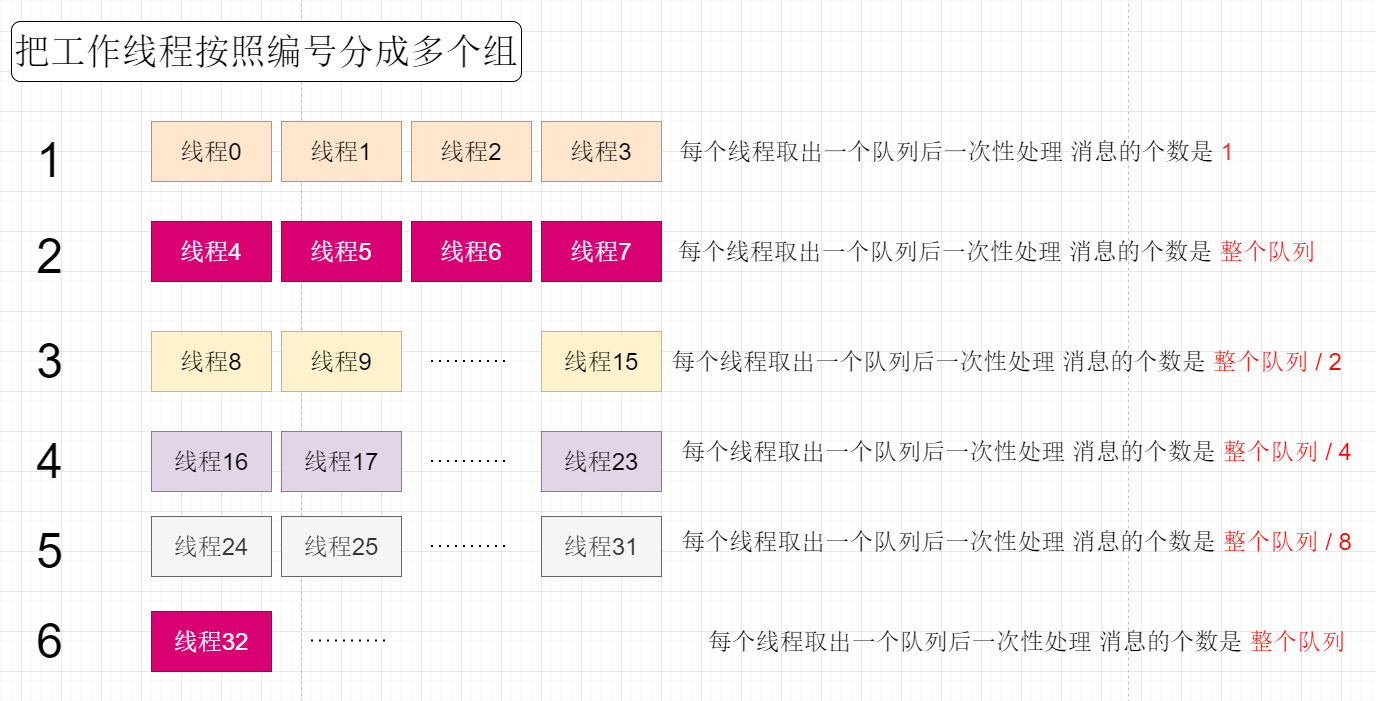 把工作线程按照编号分成多个组
1 线程0 线程1 线程2 线程3 每个线程取出一个队列后一次性处理 消息的个数是 1
2 线程4 线程5 线程6 线程7 每个线程取出一个队列后一次性处理 消息的个数是 整个队列
3 线程8 线程9 ·········· 线程15 每个线程取出一个队列后一次性处理 消息的个数是 整个队列 / 2
4 线程16 线程17 ·········· 线程23 每个线程取出一个队列后一次性处理 消息的个数是 整个队列 / 4
5 线程24 线程25 ·········· 线程31 每个线程取出一个队列后一次性处理 消息的个数是 整个队列 / 8
6 线程32 ·········· 每个线程取出一个队列后一次性处理 消息的个数是 整个队列